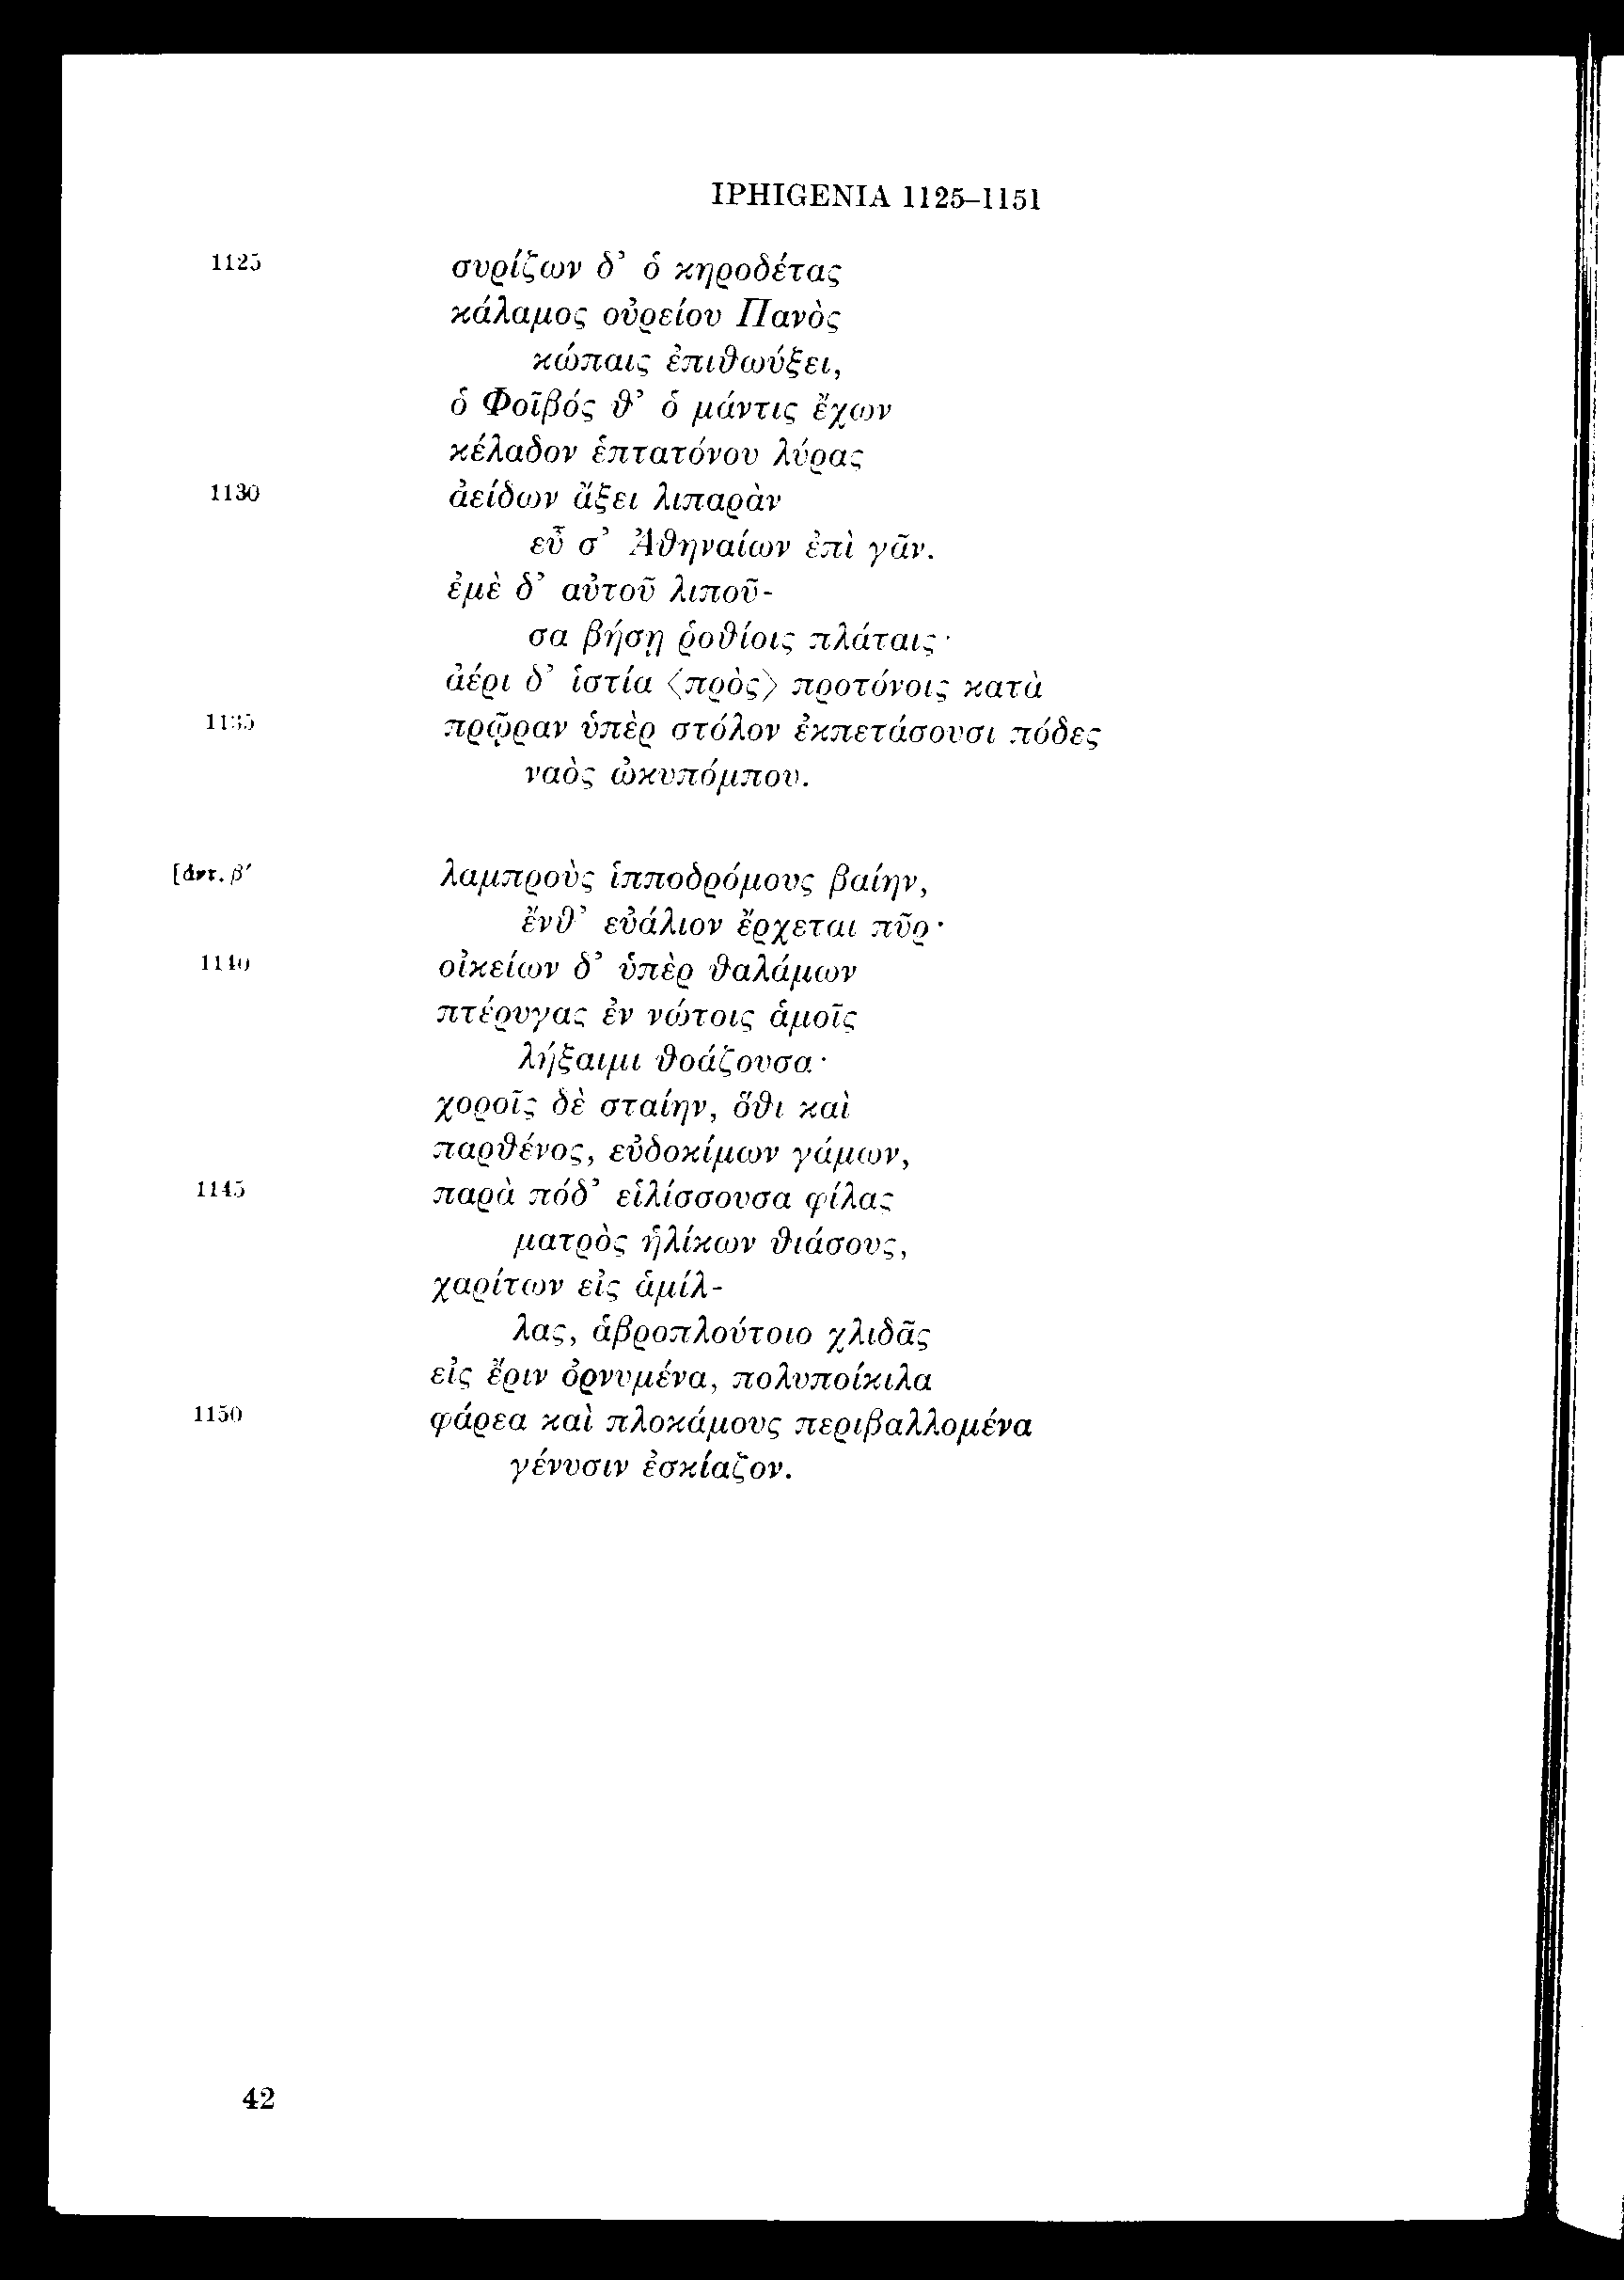 IPHIGENIA 1125–1151
1125 συρίζων δ’ ὁ κηροδέτας
κάλαμος οὐρείου Πανὸς
κώπαις ἐπιθωύξει,
ὁ Φοῖβός θ’ ὁ μάντις ἔχων
κέλαδον ἑπτατόνου λύρας
1130 ἀείδων ἄξει λιπαρὰν
εὖ σ’ Ἀθηναίων ἐπὶ γᾶν.
ἐμὲ δ’ αὐτοῦ λιποῦ-
σα βήσῃ ῥοθίοις πλάταις·
ἀέρι δ’ ἱστία ⟨πρὸς⟩ προτόνοις κατὰ
1135 πρῷραν ὑπὲρ στόλον ἐκπετάσουσι πόδες
ναὸς ὠκυπόμπου.
[ἀντ. β′ λαμπροὺς ἱπποδρόμους βαίην,
ἔνθ’ εὐάλιον ἔρχεται πῦρ·
1140 οἰκείων δ’ ὑπὲρ θαλάμων
πτέρυγας ἐν νώτοις ἁμοῖς
λήξαιμι θοάζουσα·
χοροῖς δὲ σταίην, ὅθι καὶ
παρθένος, εὐδοκίμων γάμων,
1145 παρὰ πόδ’ εἱλίσσουσα φίλας
ματρὸς ἡλίκων θιάσους,
χαρίτων εἰς ἁμίλ-
λας, ἁβροπλούτοιο χλιδᾶς
εἰς ἔριν ὀρνυμένα, πολυποίκιλα
1150 φάρεα καὶ πλοκάμους περιβαλλομένα
γένυσιν ἐσκίαζον.
42